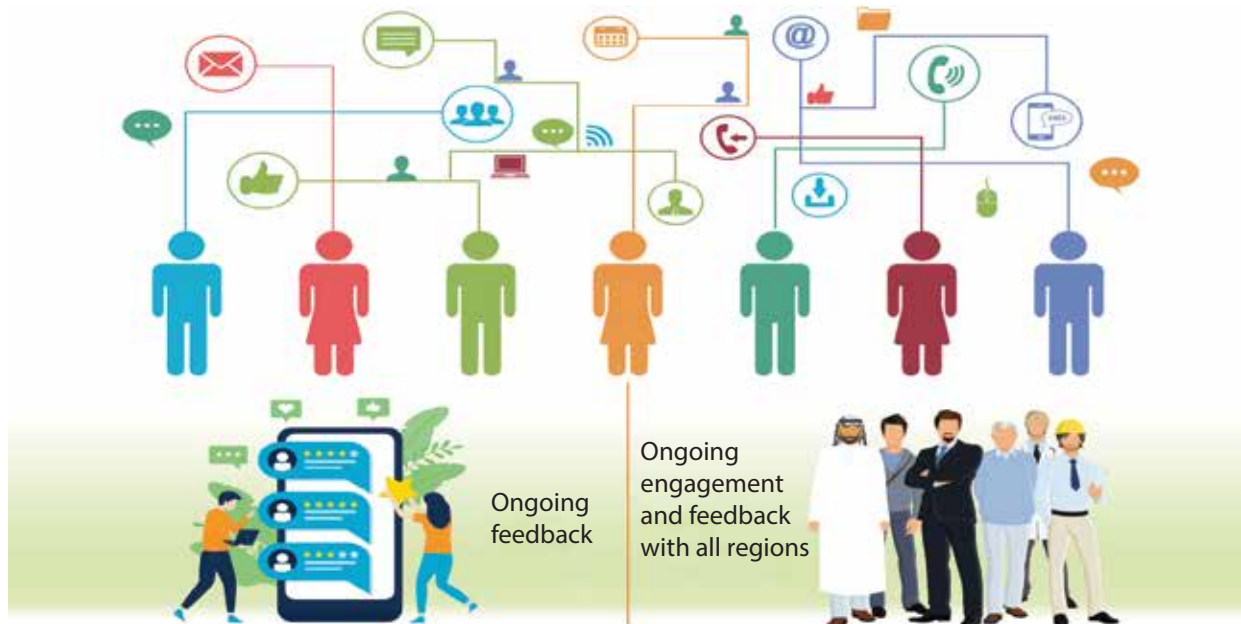 @
Ongoing
feedback
Ongoing
engagement
and feedback
with all regions